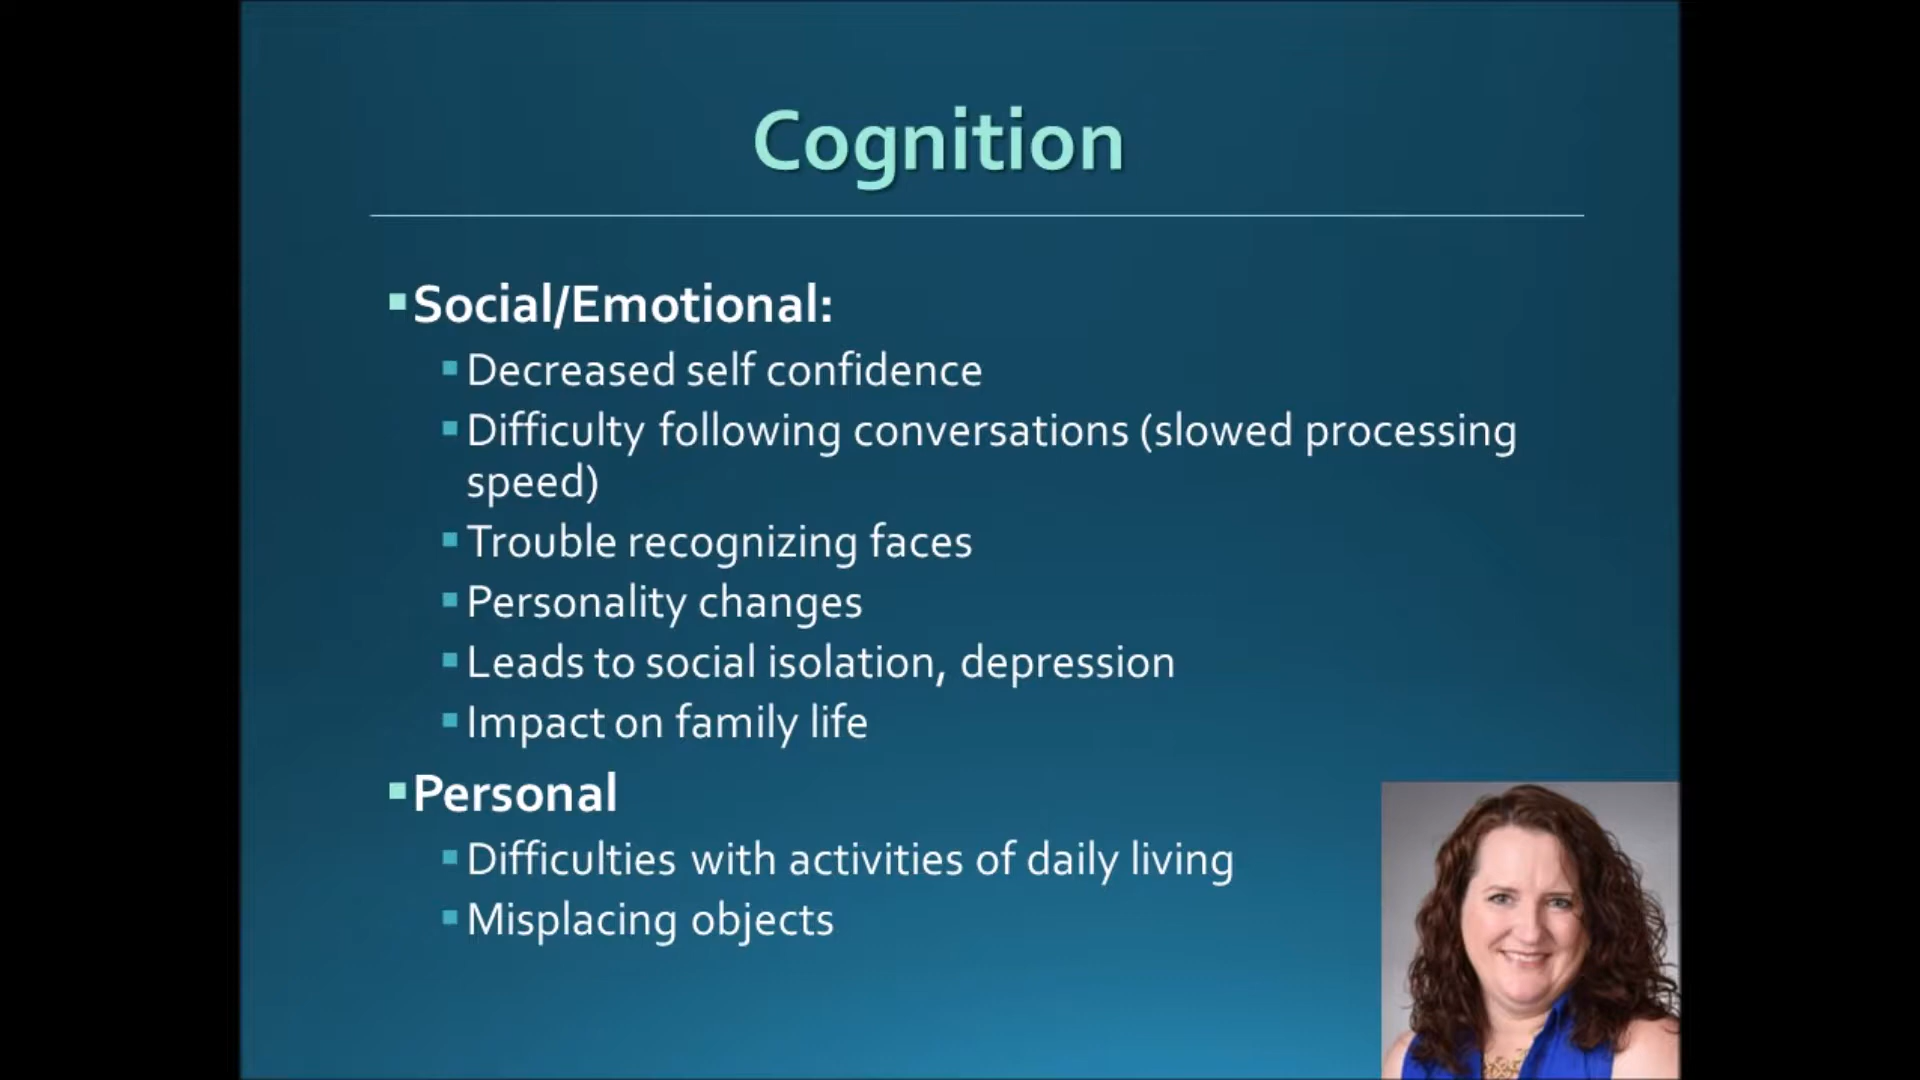 Cognition
Social/Emotional:
Decreased self confidence
Difficulty following conversations (slowed processing
speed)
Trouble recognizing faces
Personality changes
Leads to social isolation, depression
Impact on family life
Personal
Difficulties with activities of daily living
Misplacing objects